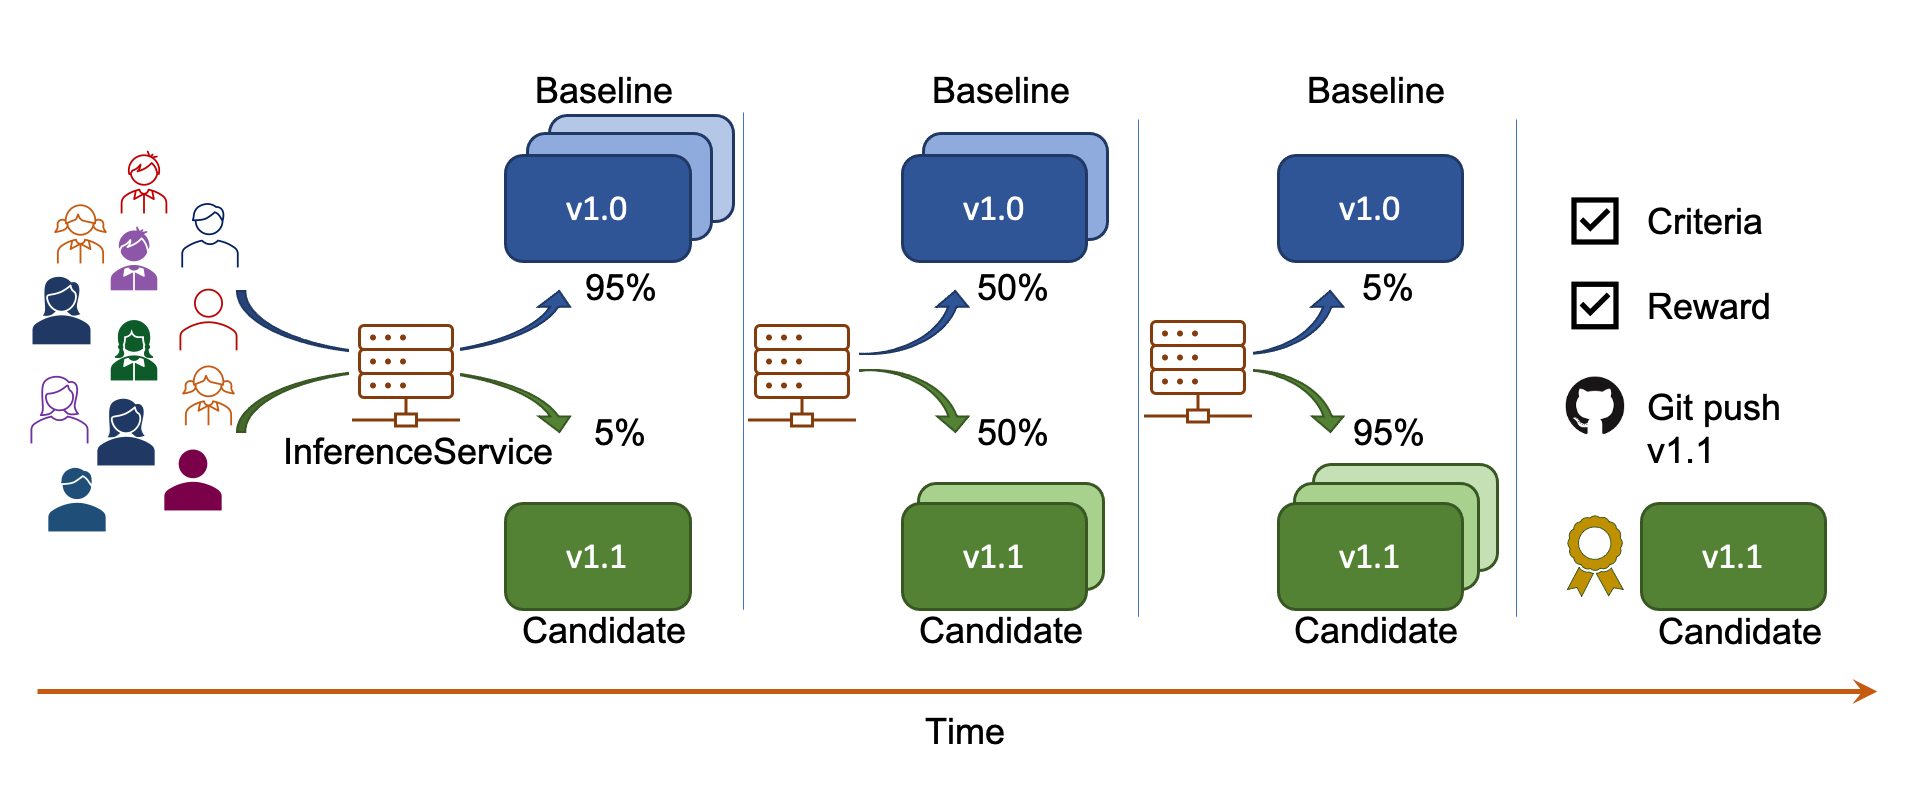 Baseline
v1.0
95%
InferenceService
5%
v1.1
Candidate
Baseline
v1.0
50%
50%
v1.1
Candidate
Baseline
v1.0
5%
95%
v1.1
Candidate
Criteria
Reward
Git push
v1.1
v1.1
Candidate
Time